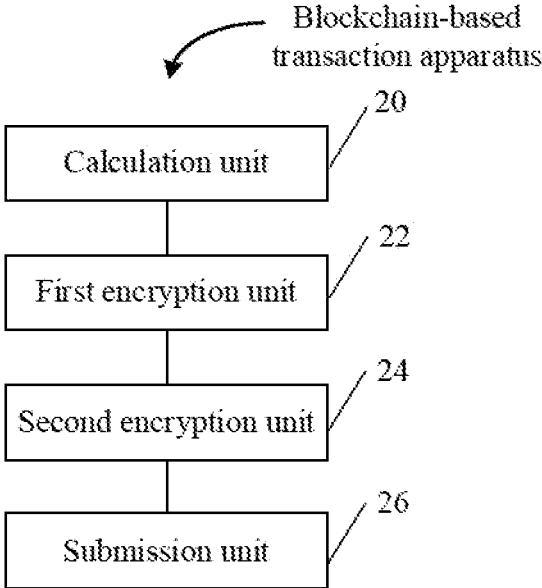 Blockchain-based
transaction apparatus
20
Calculation unit
22
First encryption unit
24
Second encryption unit
26
Submission unit